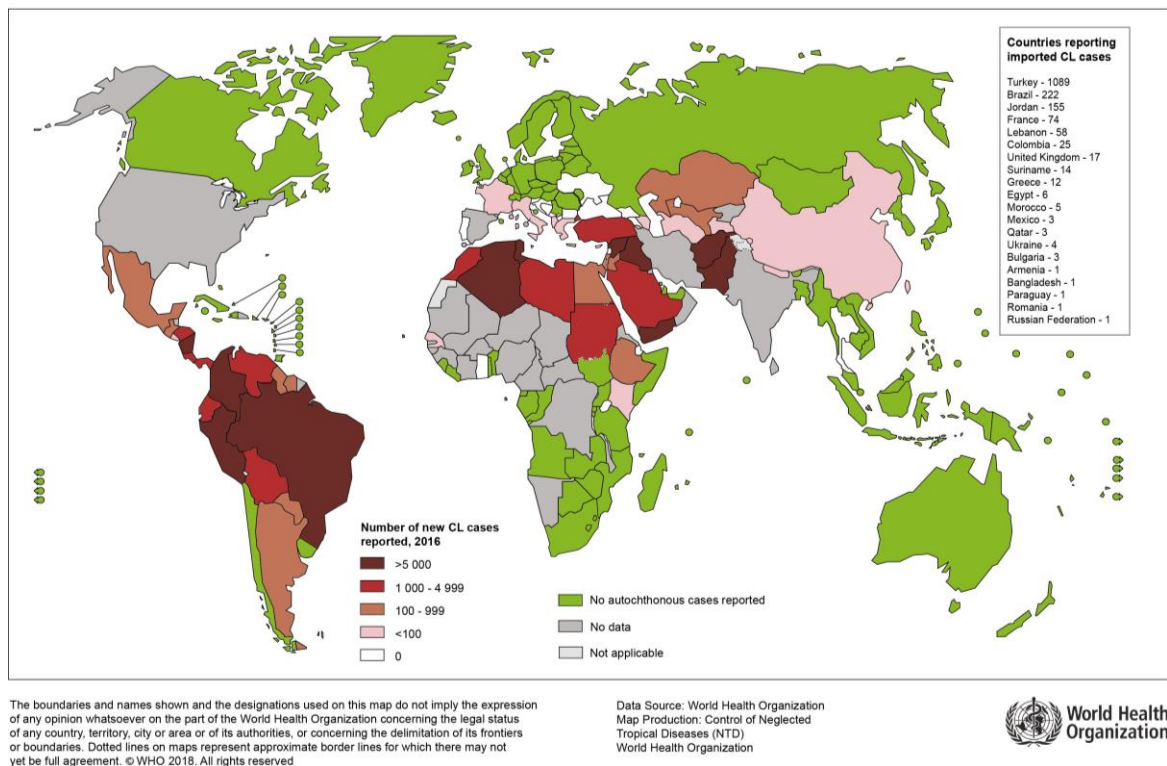 Countries reporting
imported CL cases
Turkey - 1089
Brazil - 222
Jordan - 155
France - 74
Lebanon - 58
Colombia - 25
United Kingdom - 17
Suriname - 14
Greece - 12
Egypt - 6
Morocco - 5
Mexico - 3
Qatar - 3
Ukraine - 4
Bulgaria - 3
Armenia - 1
Bangladesh - 1
Paraguay - 1
Romania - 1
Russian Federation - 1
Number of new CL cases
reported, 2016
>5 000
1 000 - 4 999
100 - 999
<100
0
No autochthonous cases reported
No data
Not applicable
The boundaries and names shown and the designations used on this map do not imply the expression
of any opinion whatsoever on the part of the World Health Organization concerning the legal status
of any country, territory, city or area or of its authorities, or concerning the delimitation of its frontiers
or boundaries. Dotted lines on maps represent approximate border lines for which there may not
yet be full agreement. © WHO 2018. All rights reserved
Data Source: World Health Organization
Map Production: Control of Neglected
Tropical Diseases (NTD)
World Health Organization
World Health
Organization